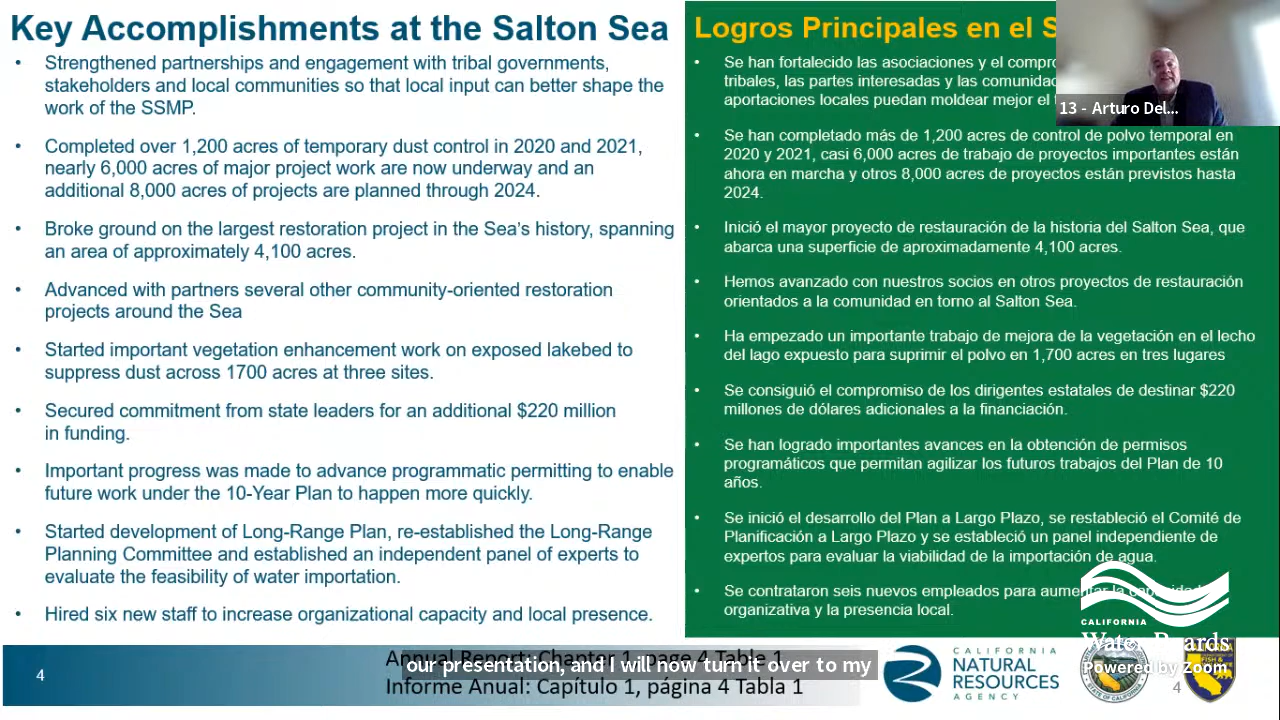 Key Accomplishments at the Salton Sea
• Strengthened partnerships and engagement with tribal governments,
stakeholders and local communities so that local input can better shape the
work of the SSMP.
• Completed over 1,200 acres of temporary dust control in 2020 and 2021,
nearly 6,000 acres of major project work are now underway and an
additional 8,000 acres of projects are planned through 2024.
• Broke ground on the largest restoration project in the Sea's history, spanning
an area of approximately 4,100 acres.
• Advanced with partners several other community-oriented restoration
projects around the Sea
• Started important vegetation enhancement work on exposed lakebed to
suppress dust across 1700 acres at three sites.
• Secured commitment from state leaders for an additional $220 million
in funding.
• Important progress was made to advance programmatic permitting to enable
future work under the 10-Year Plan to happen more quickly.
• Started development of Long-Range Plan, re-established the Long-Range
Planning Committee and established an independent panel of experts to
evaluate the feasibility of water importation.
• Hired six new staff to increase organizational capacity and local presence.
Logros Principales en el S
• Se han fortalecido las asociaciones y el compro
tribales, las partes interesadas y las comunidad
aportaciones locales puedan moldear mejor el
• Se han completado más de 1,200 acres de control de polvo temporal en
2020 y 2021, casi 6,000 acres de trabajo de proyectos importantes están
ahora en marcha y otros 8,000 acres de proyectos están previstos hasta
2024.
• Inició el mayor proyecto de restauración de la historia del Salton Sea, que
abarca una superficie de aproximadamente 4,100 acres.
• Hemos avanzado con nuestros socios en otros proyectos de restauración
orientados a la comunidad en torno al Salton Sea.
• Ha empezado un importante trabajo de mejora de la vegetación en el lecho
del lago expuesto para suprimir el polvo en 1,700 acres en tres lugares
• Se consiguió el compromiso de los dirigentes estatales de destinar $220
millones de dólares adicionales a la financiación.
• Se han logrado importantes avances en la obtención de permisos
programáticos que permitan agilizar los futuros trabajos del Plan de 10
años.
• Se inició el desarrollo del Plan a Largo Plazo, se restableció el Comité de
Planificación a Largo Plazo y se estableció un panel independiente de
expertos para evaluar la viabilidad de la importación de agua.
• Se contrataron seis nuevos empleados para aumentar la capacidad
organizativa y la presencia local.
13 - Arturo Del...
4
Annual Report: Chapter 1, page 4 Table 1
Informe Anual: Capítulo 1, página 4 Tabla 1
our presentation, and I will now turn it over to my
CALIFORNIA
NATURAL
RESOURCES
AGENCY
CALIFORNIA
Water Boards
Powered by Zoom
4